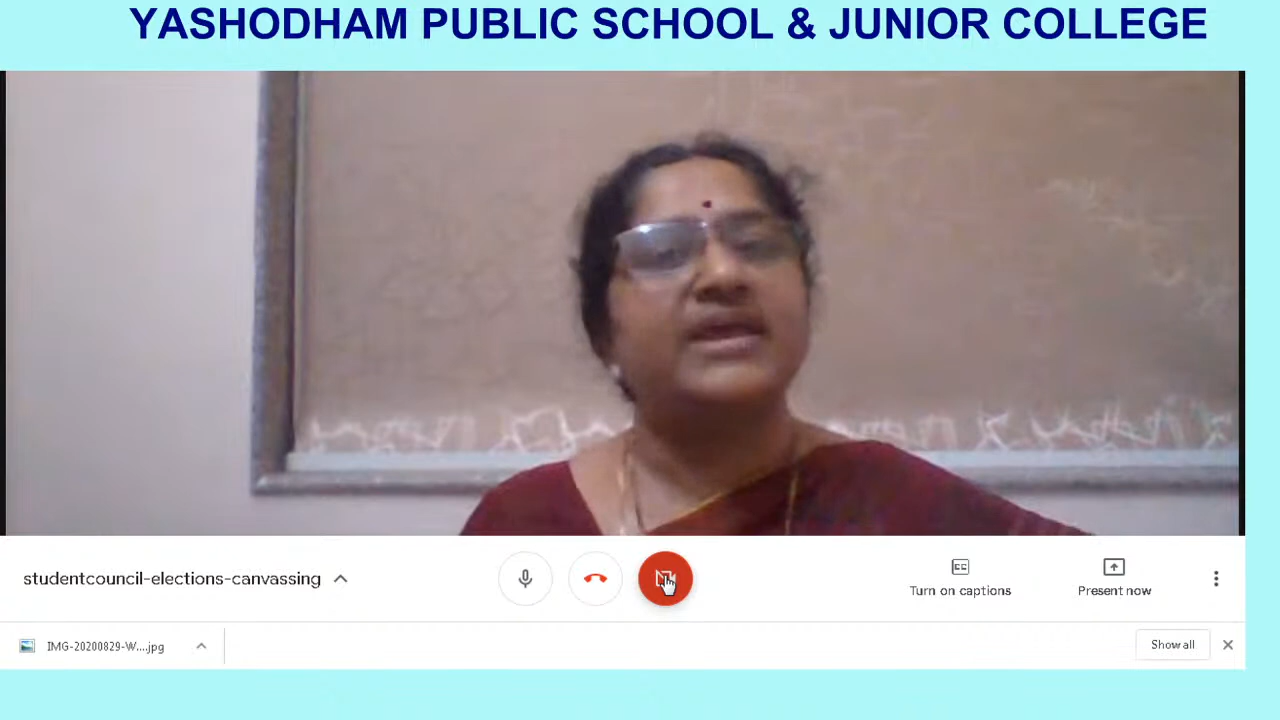 YASHODHAM PUBLIC SCHOOL & JUNIOR COLLEGE
studentcouncil-elections-canvassing
Turn on captions
Present now
IMG-20200829-W....jpg
Show all